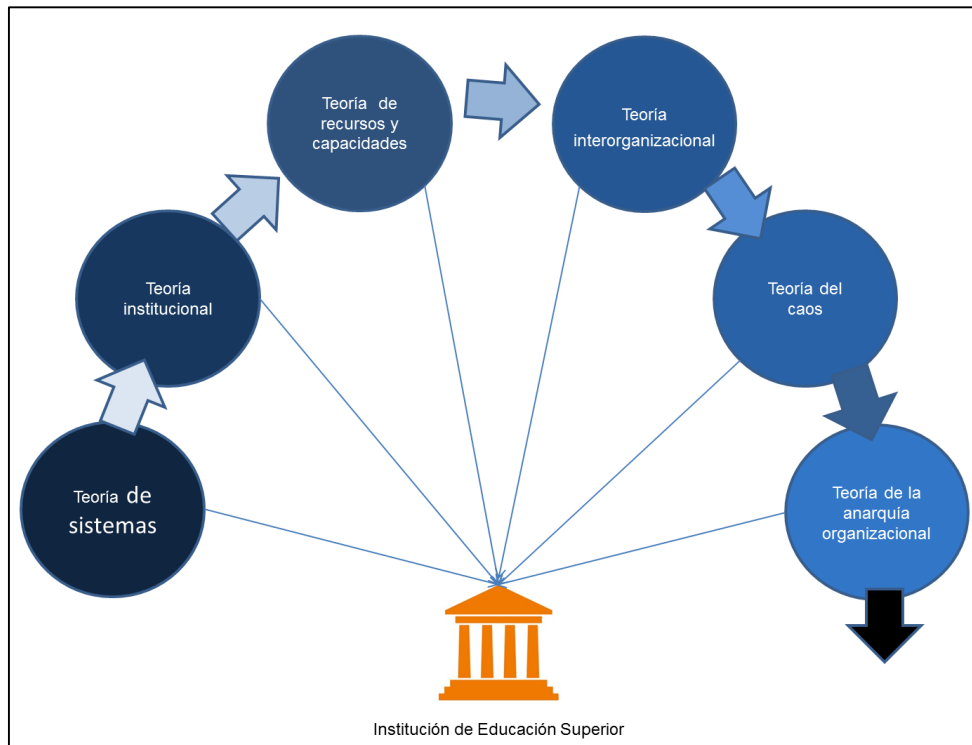 Teoría de
recursos y
capacidades
Teoría
interorganizacional
Teoría
institucional
Teoría del
caos
Teoría de
sistemas
Teoría de la
anarquía
organizacional
Institución de Educación Superior